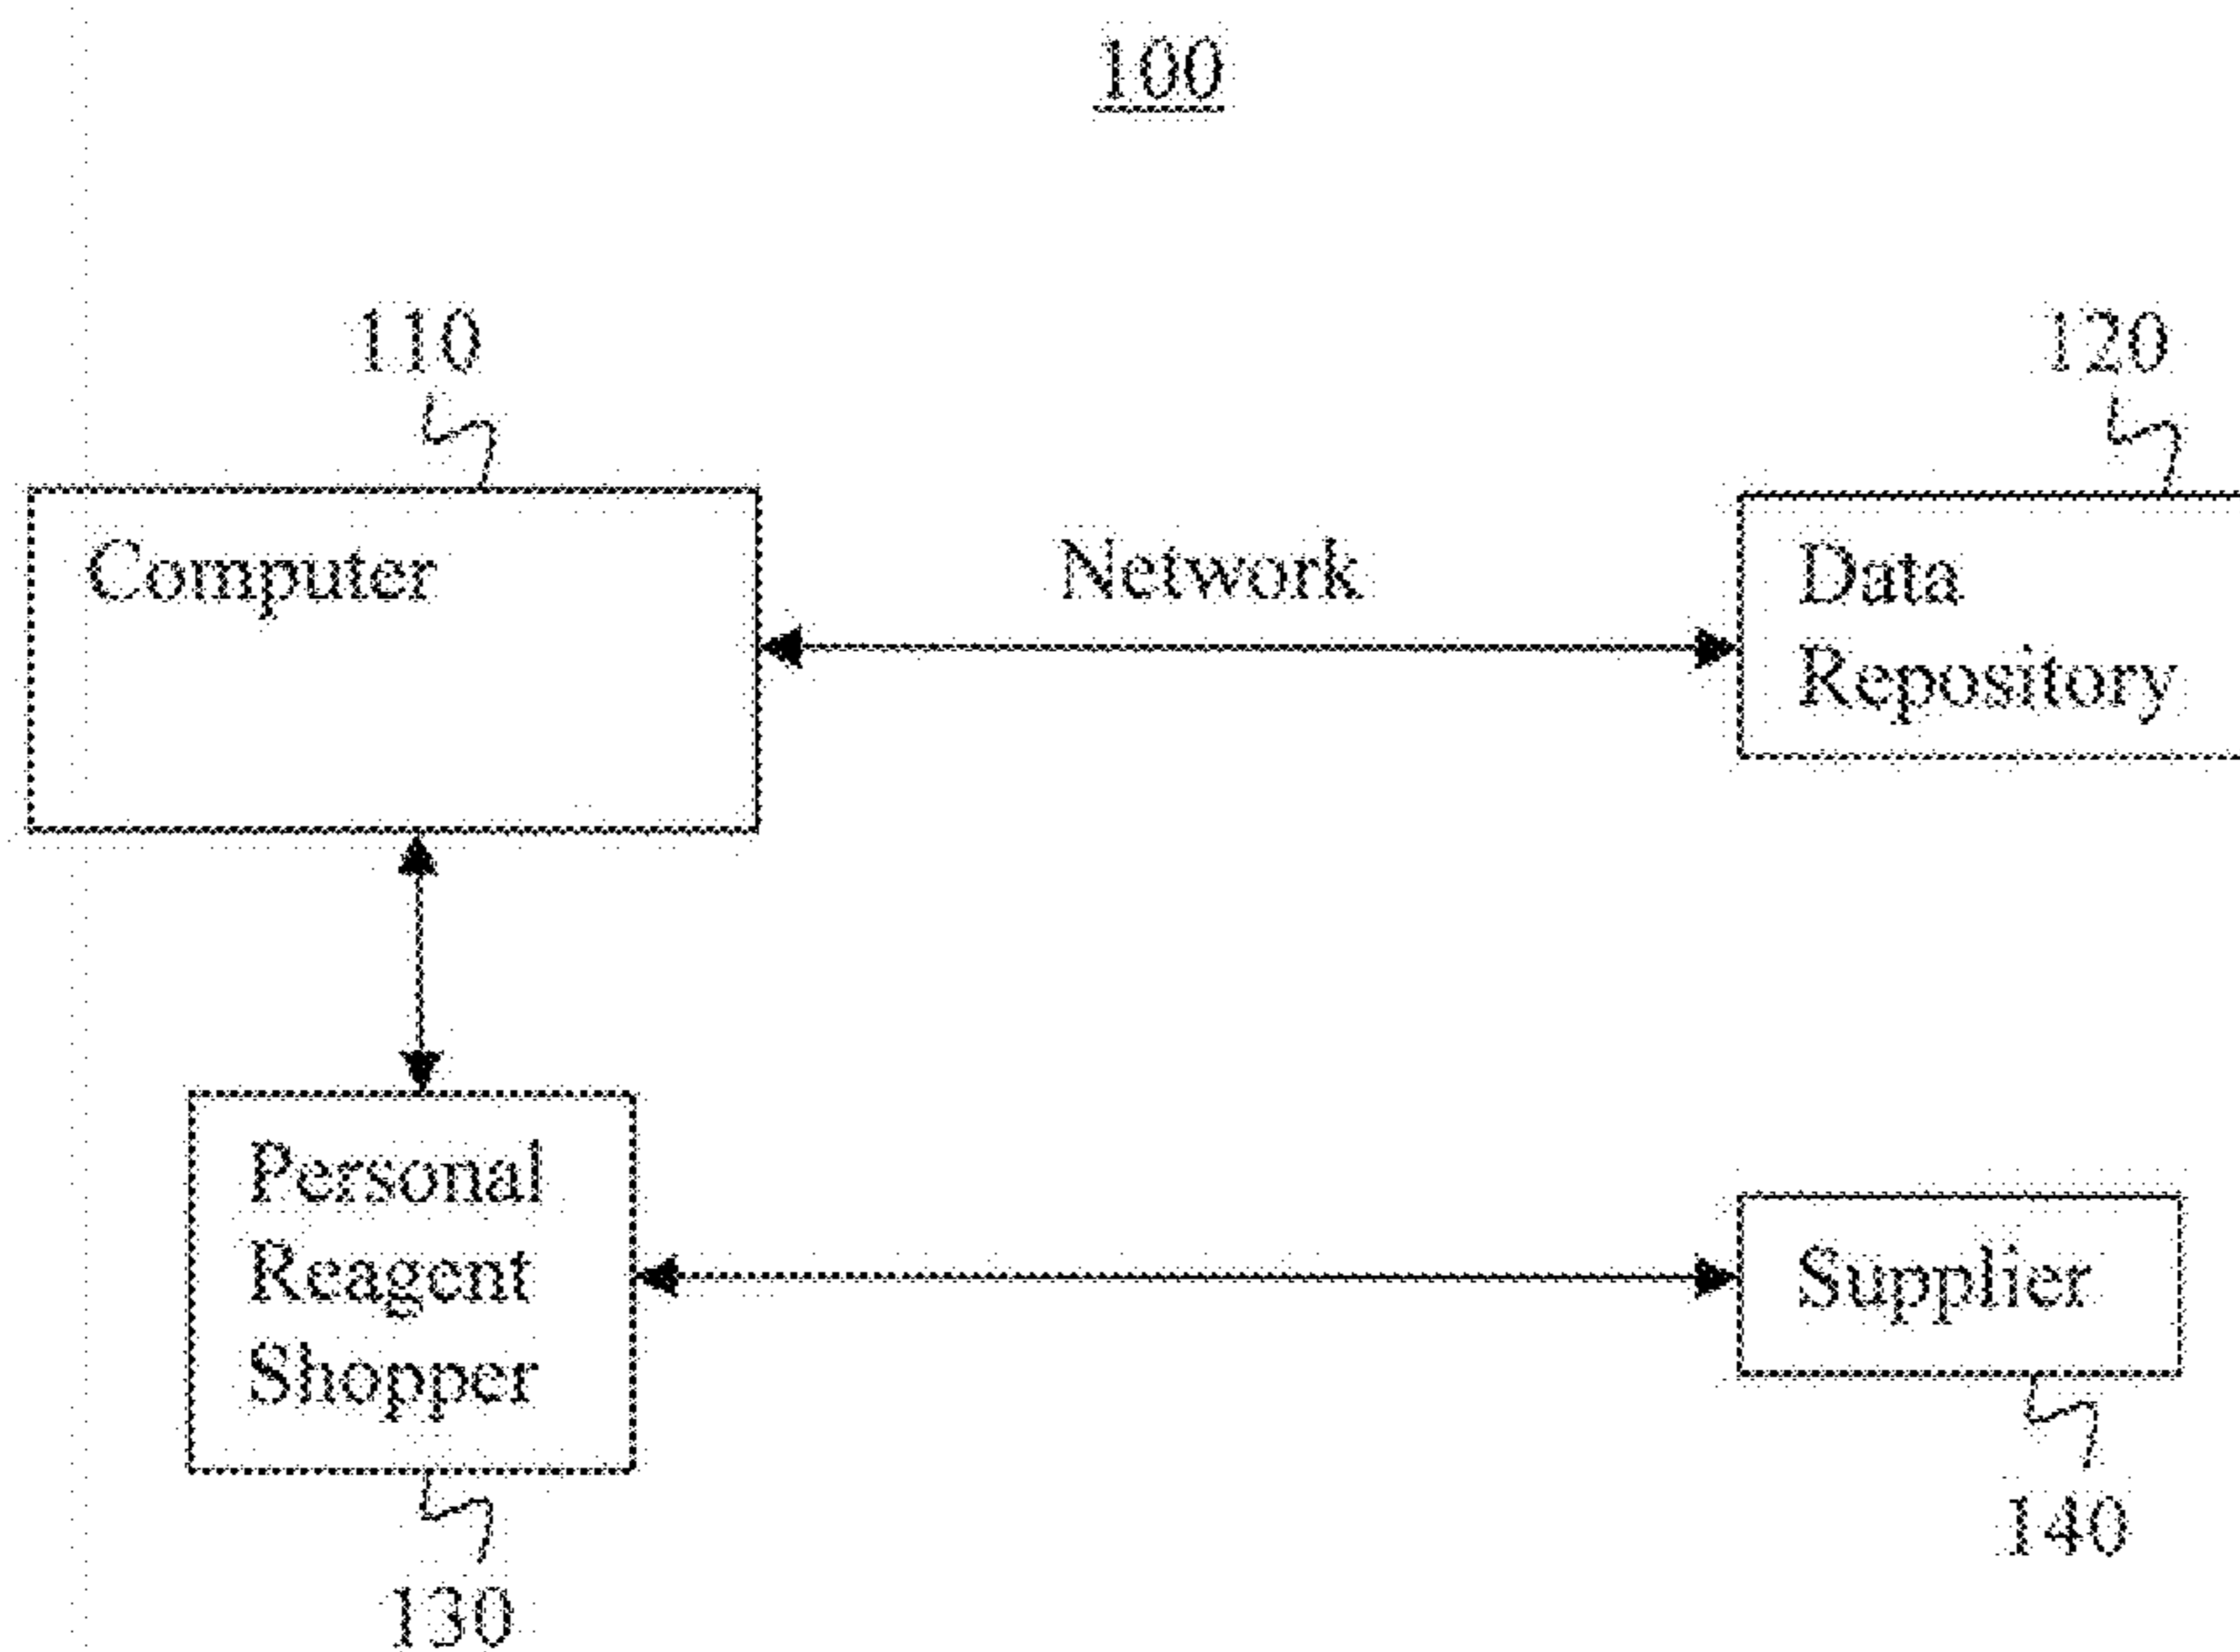 100
110
120
Computer
Network
Data
Repository
Personal
Reagent
Shopper
Supplier
140
130